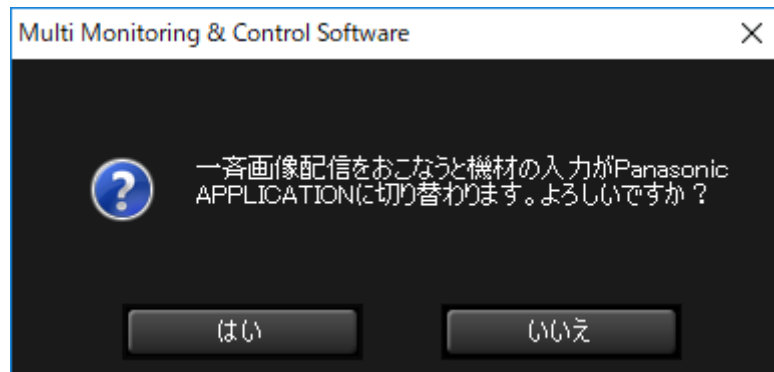 Multi Monitoring & Control Software
一斉画像配信をおこなうと機材の入力がPanasonic
APPLICATIONに切り替わります。よろしいですか？
はい
いいえ